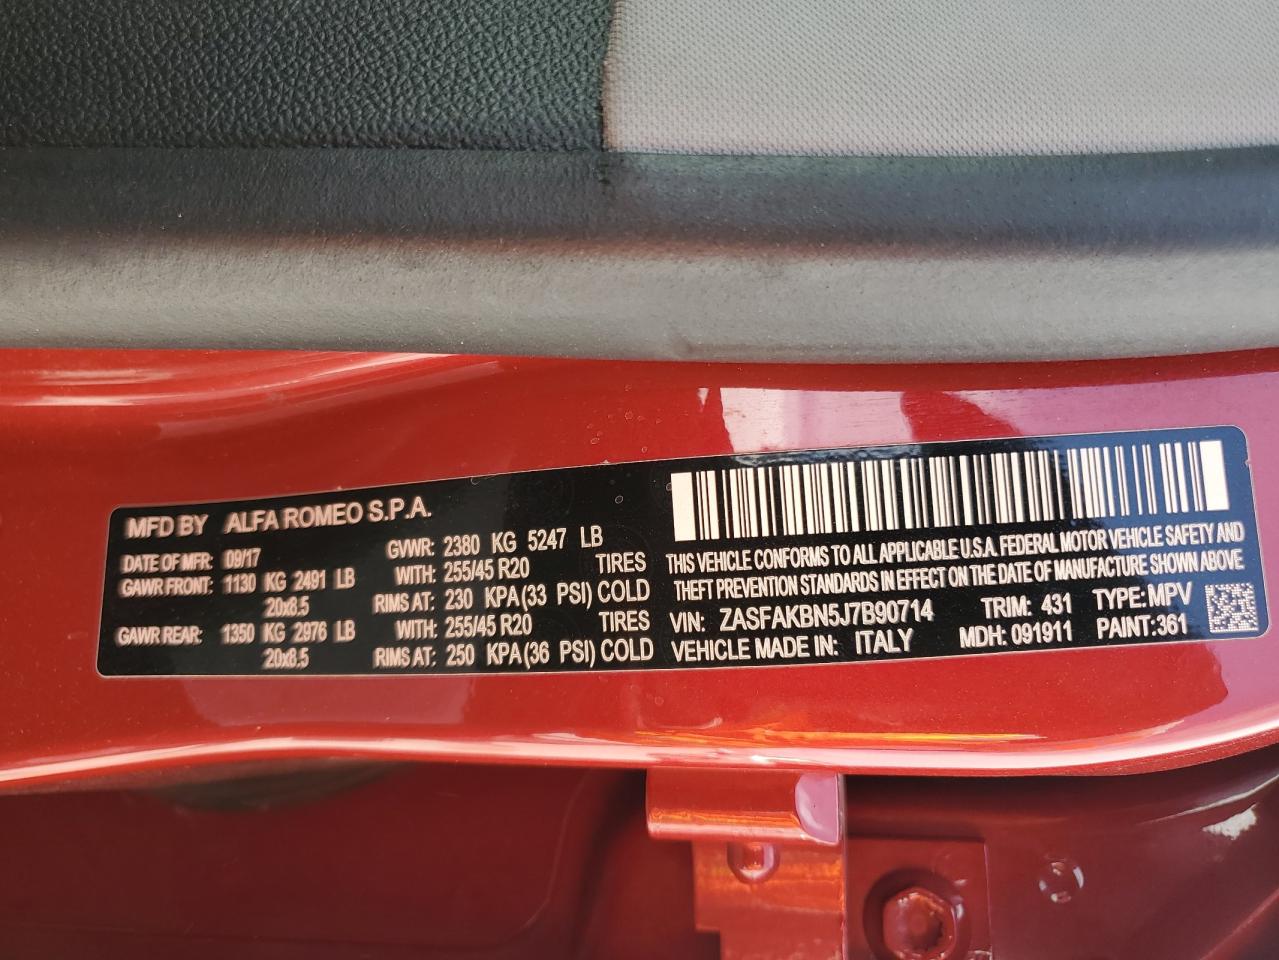 MFD BY ALFA ROMEO S.P.A.
DATE OF MFR: 09/17 GVWR: 2380 KG 5247 LB
GAWR FRONT: 1130 KG 2491 LB WITH: 255/45 R20 TIRES
20x8.5 RIMS AT: 230 KPA(33 PSI) COLD
GAWR REAR: 1350 KG 2976 LB WITH: 255/45 R20 TIRES
20x8.5 RIMS AT: 250 KPA(36 PSI) COLD
THIS VEHICLE CONFORMS TO ALL APPLICABLE U.S.A. FEDERAL MOTOR VEHICLE SAFETY AND
THEFT PREVENTION STANDARDS IN EFFECT ON THE DATE OF MANUFACTURE SHOWN ABOVE
VIN: ZASFAKBN5J7B90714 TRIM: 431 TYPE: MPV
VEHICLE MADE IN: ITALY MDH: 091911 PAINT:361